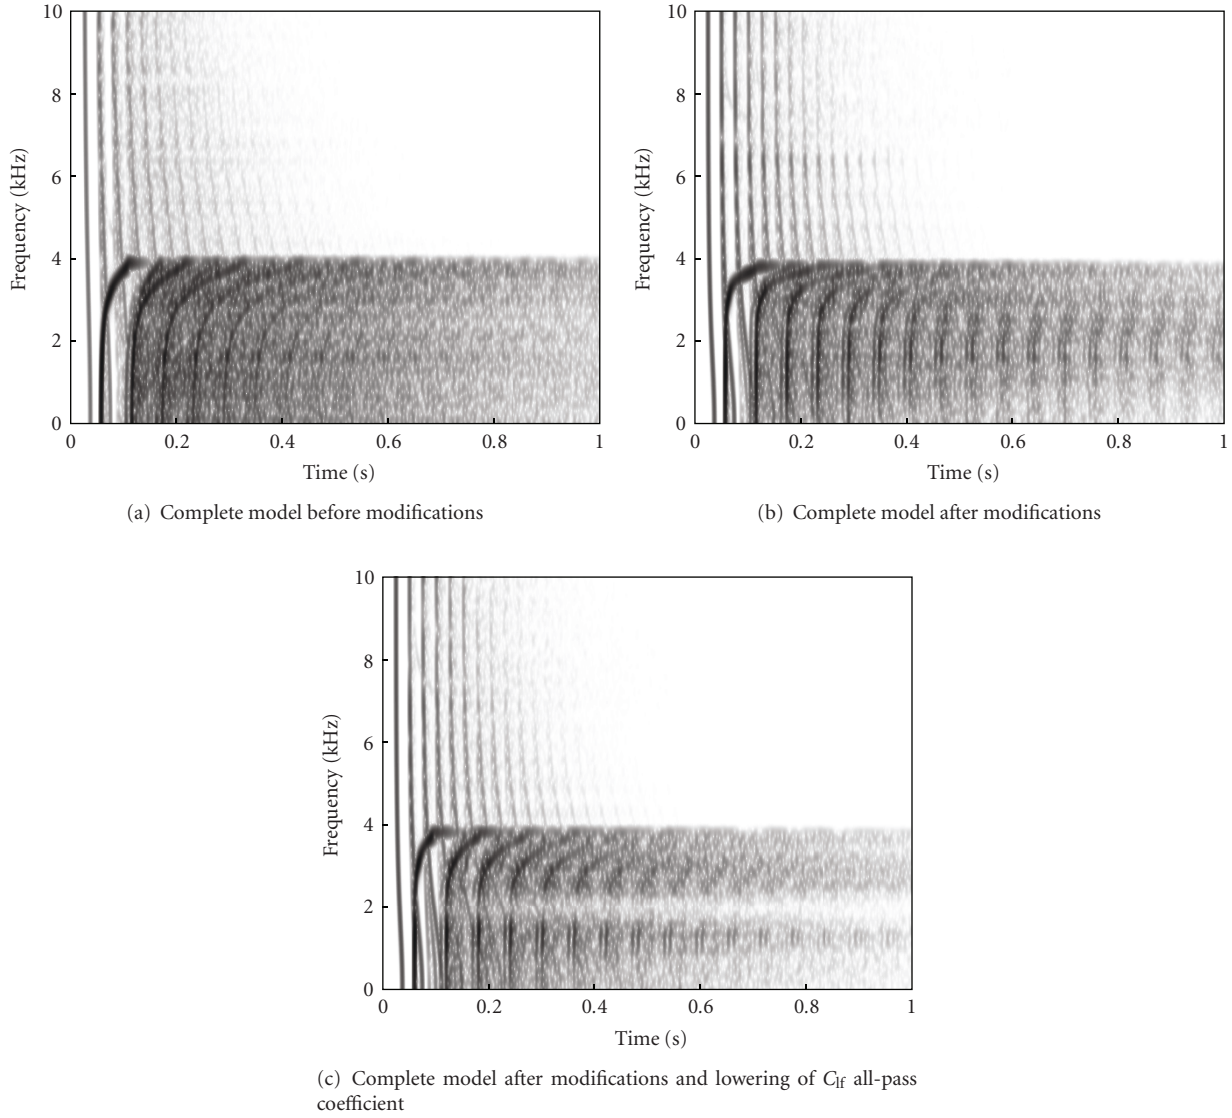 10
8
6
4
2
0
Frequency (kHz)
0 0.2 0.4 0.6 0.8 1
Time (s)
(a) Complete model before modifications
10
8
6
4
2
0
Frequency (kHz)
0 0.2 0.4 0.6 0.8 1
Time (s)
(b) Complete model after modifications
10
8
6
4
2
0
Frequency (kHz)
0 0.2 0.4 0.6 0.8 1
Time (s)
(c) Complete model after modifications and lowering of Clf all-pass
coefficient